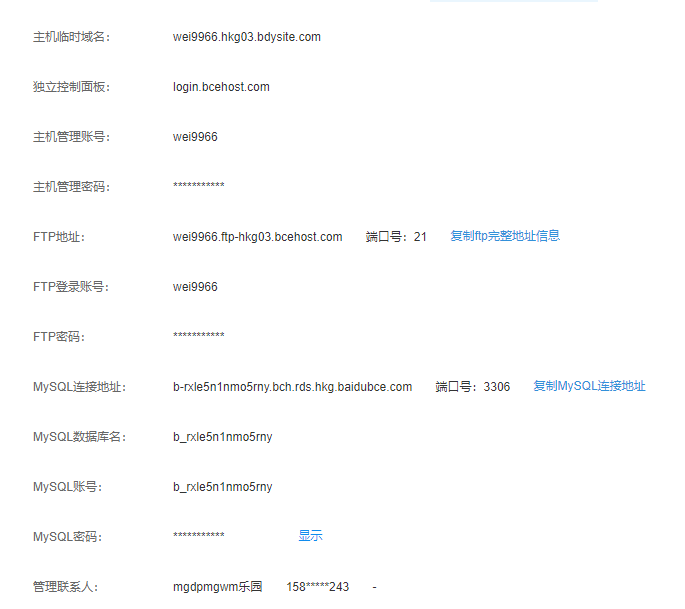 主机临时域名： wei9966.hkg03.bdysite.com
独立控制面板： login.bcehost.com
主机管理账号： wei9966
主机管理密码： ***********
FTP地址： wei9966.ftp-hkg03.bcehost.com 端口号：21 复制ftp完整地址信息
FTP登录账号： wei9966
FTP密码： ***********
MySQL连接地址： b-rxle5n1nmo5rny.bch.rds.hkg.baidubce.com 端口号：3306 复制MySQL连接地址
MySQL数据库名： b_rxle5n1nmo5rny
MySQL账号： b_rxle5n1nmo5rny
MySQL密码： *********** 显示
管理联系人： mgdpmgwm乐园 158*****243 -